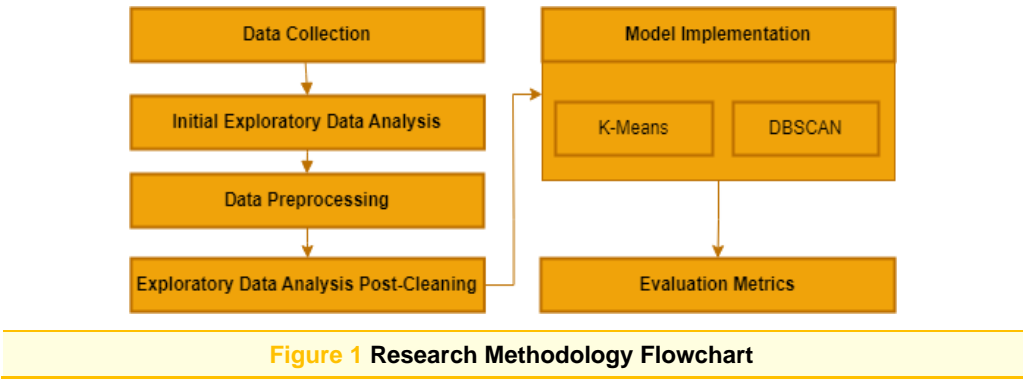 Data Collection
Initial Exploratory Data Analysis
Data Preprocessing
Exploratory Data Analysis Post-Cleaning
Model Implementation
K-Means
DBSCAN
Evaluation Metrics
Figure 1 Research Methodology Flowchart